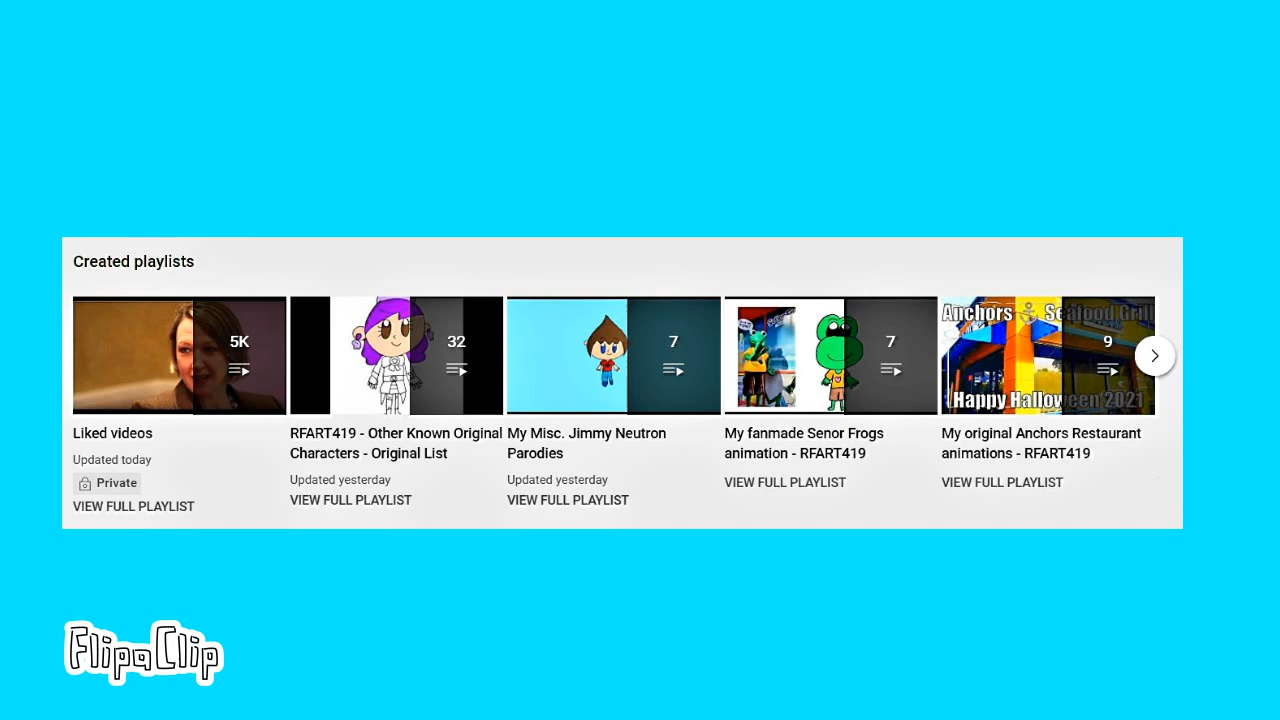 Created playlists
5K
32
7
7
9
Anchors ⚓ Seafood Grill
Happy Halloween 2021
Liked videos
Updated today
Private
VIEW FULL PLAYLIST
RFART419 - Other Known Original
Characters - Original List
Updated yesterday
VIEW FULL PLAYLIST
My Misc. Jimmy Neutron
Parodies
Updated yesterday
VIEW FULL PLAYLIST
My fanmade Senor Frogs
animation - RFART419
VIEW FULL PLAYLIST
My original Anchors Restaurant
animations - RFART419
VIEW FULL PLAYLIST
FlipaClip